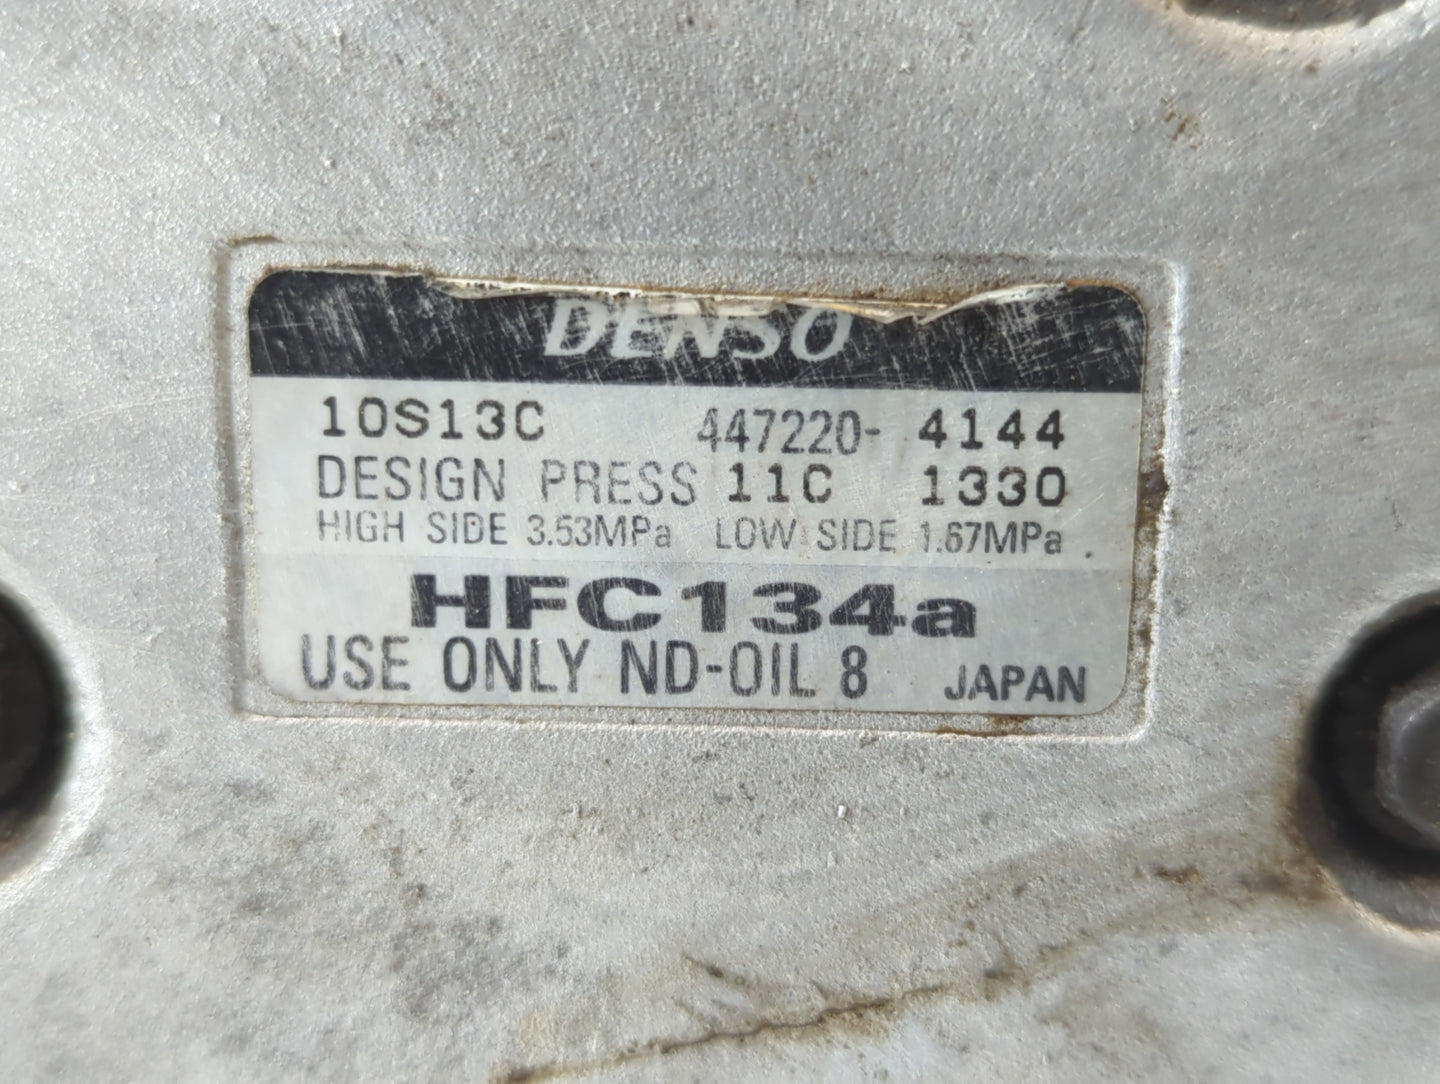 DENSO
10S13C 447220- 4144
DESIGN PRESS 11C 1330
HIGH SIDE 3.53MPa LOW SIDE 1.67MPa
HFC134a
USE ONLY ND-OIL 8 JAPAN